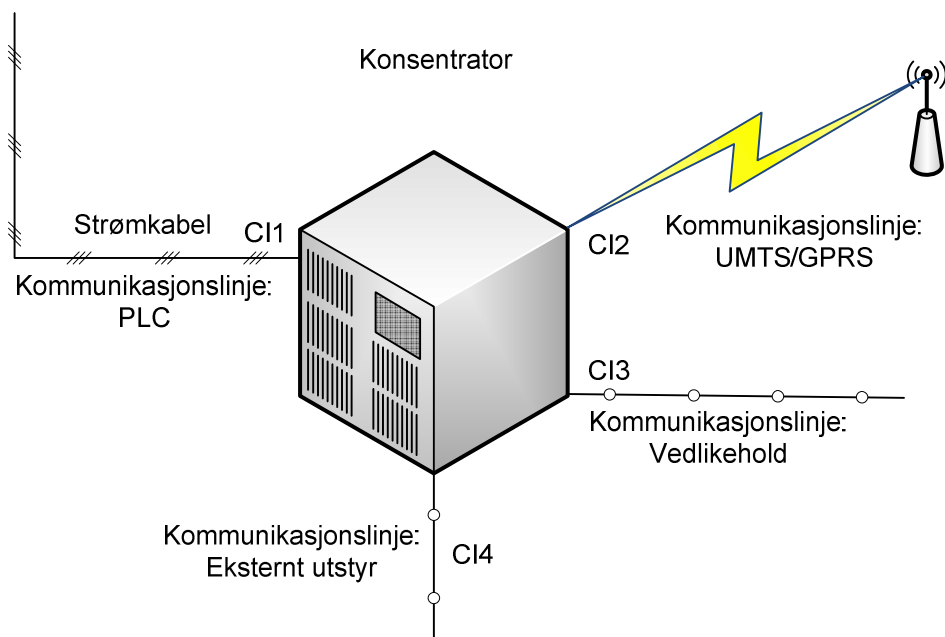 Konsentrator
Strømkabel
CI1
Kommunikasjonslinje:
PLC
CI2
Kommunikasjonslinje:
UMTS/GPRS
CI3
Kommunikasjonslinje:
Vedlikehold
Kommunikasjonslinje:
Eksternt utstyr
CI4